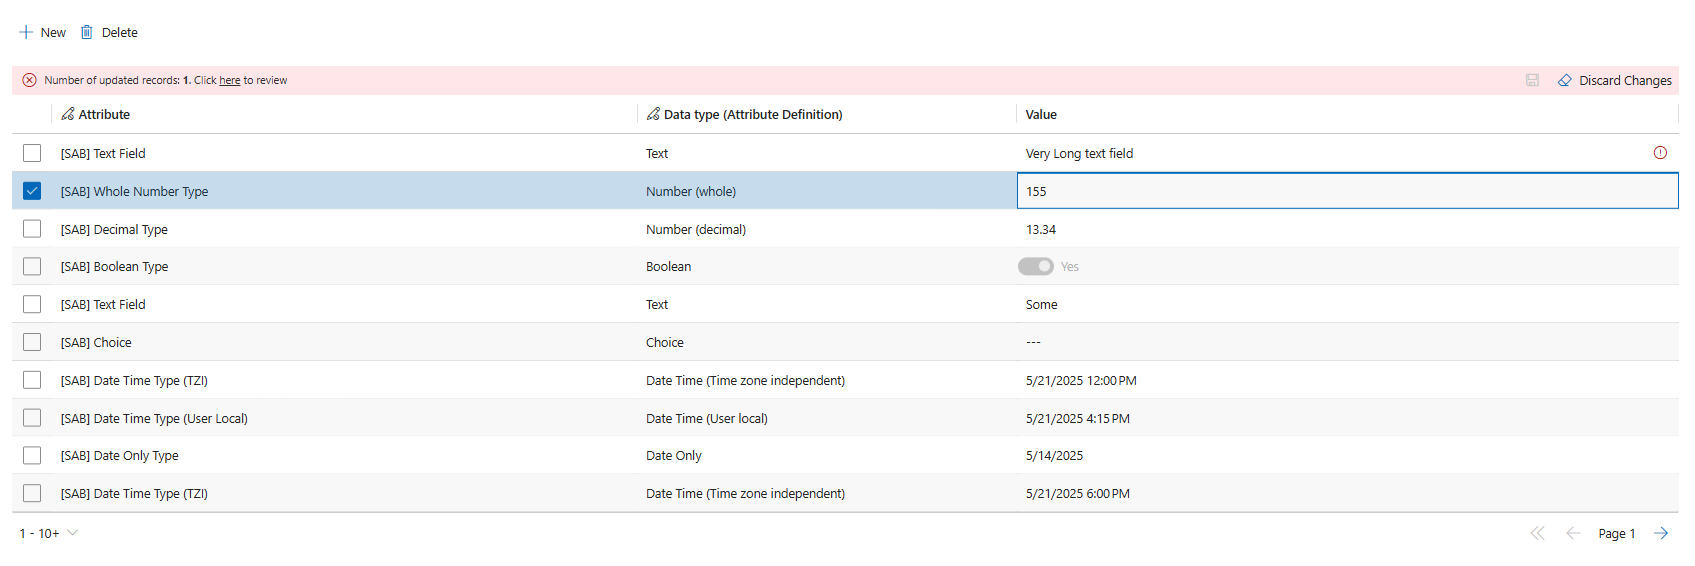 New Delete
Number of updated records: 1. Click here to review Discard Changes
Attribute Data type (Attribute Definition) Value
[SAB] Text Field Text Very Long text field
[SAB] Whole Number Type Number (whole) 155
[SAB] Decimal Type Number (decimal) 13.34
[SAB] Boolean Type Boolean Yes
[SAB] Text Field Text Some
[SAB] Choice Choice ---
[SAB] Date Time Type (TZI) Date Time (Time zone independent) 5/21/2025 12:00 PM
[SAB] Date Time Type (User Local) Date Time (User local) 5/21/2025 4:15 PM
[SAB] Date Only Type Date Only 5/14/2025
[SAB] Date Time Type (TZI) Date Time (Time zone independent) 5/21/2025 6:00 PM
1 - 10+ Page 1